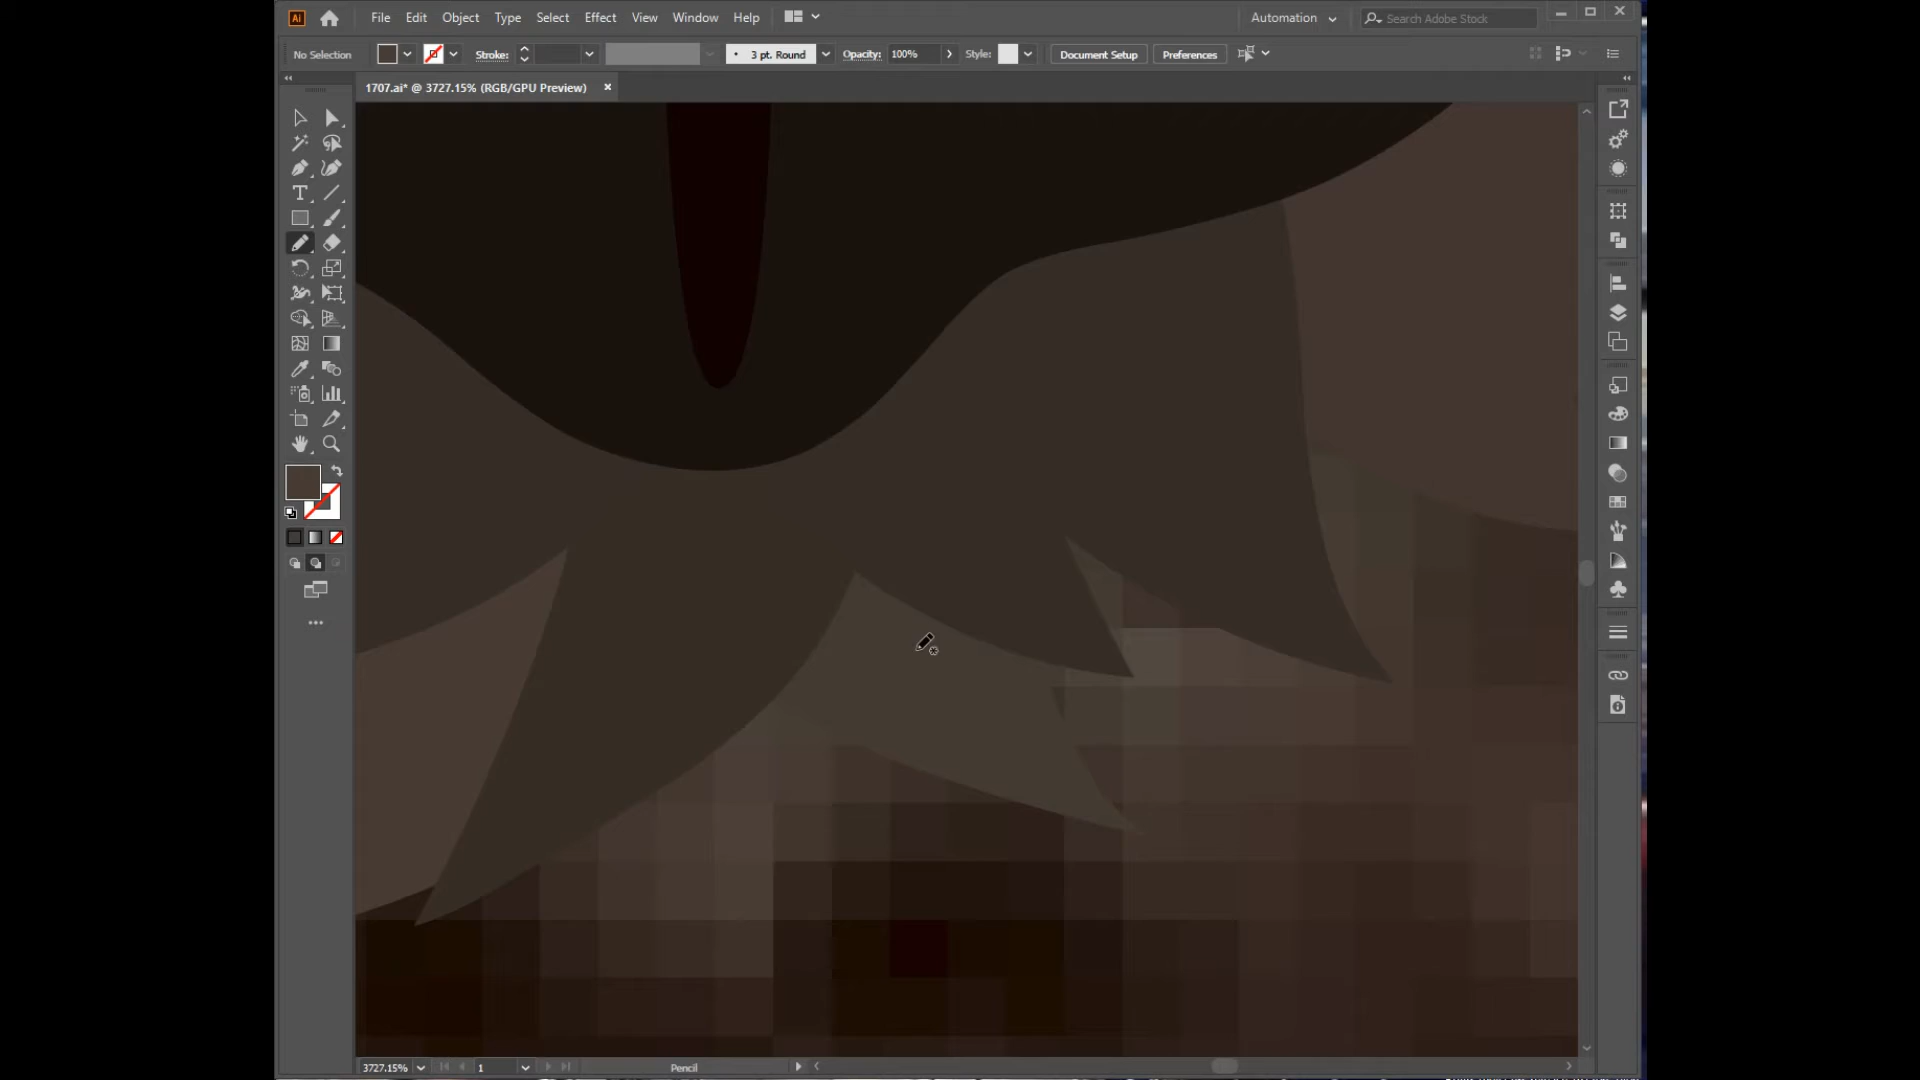 Ai File Edit Object Type Select Effect View Window Help Automation Search Adobe Stock
No Selection Stroke: 3 pt. Round Opacity: 100% Style: Document Setup Preferences
1707.ai* @ 3727.15% (RGB/GPU Preview)
3727.15% 1 Pencil